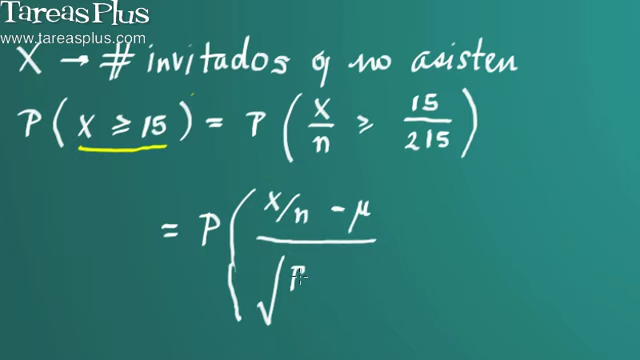 TareasPlus
www.tareasplus.com
X → # invitados q no asisten
P ( X ≥ 15 ) = P ( x/n ≥ 15/215 )
= P ( x/n - μ
√P